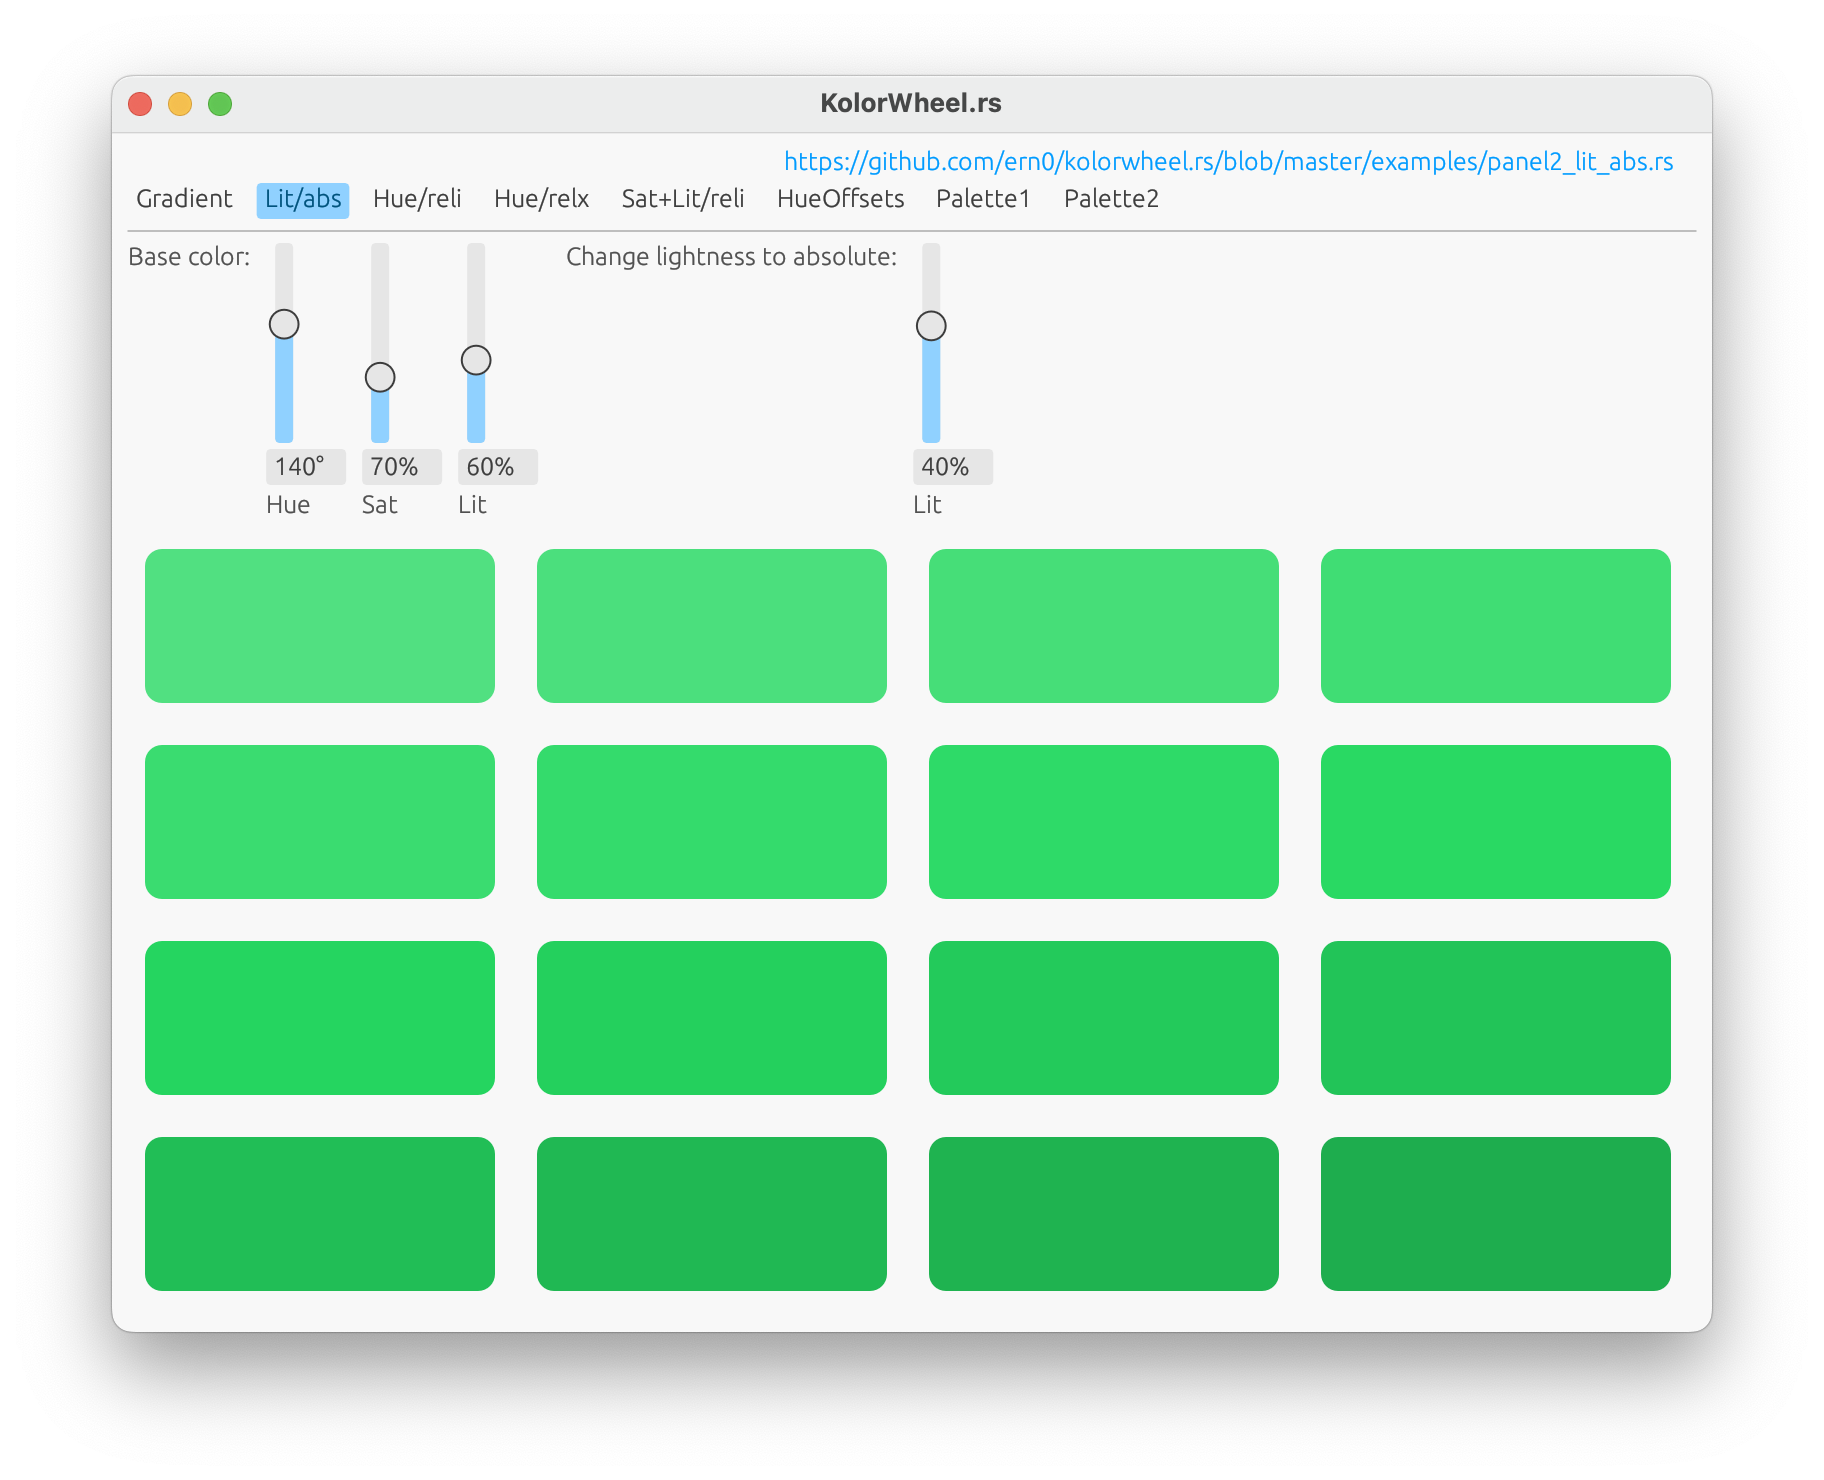 KolorWheel.rs
https://github.com/ern0/kolorwheel.rs/blob/master/examples/panel2_lit_abs.rs
Gradient Lit/abs Hue/reli Hue/relx Sat+Lit/reli HueOffsets Palette1 Palette2
Base color: Change lightness to absolute:
140° 70% 60% 40%
Hue Sat Lit Lit